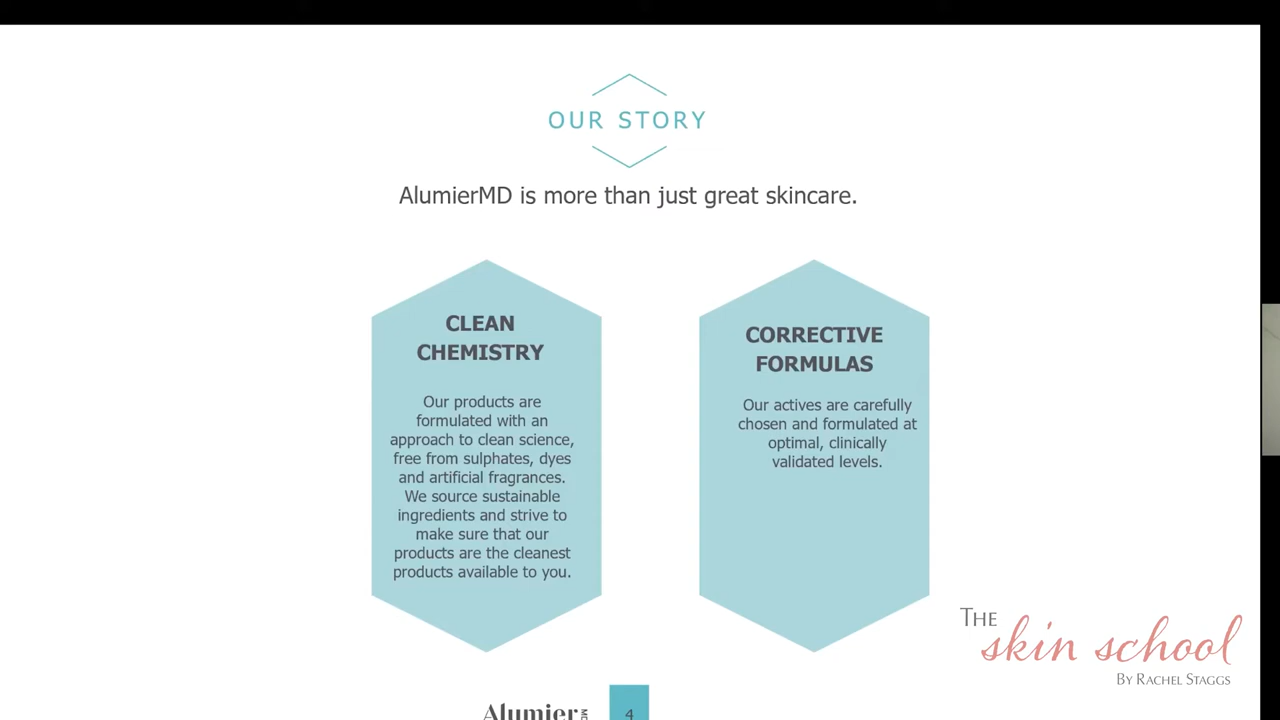 OUR STORY
AlumierMD is more than just great skincare.
CLEAN
CHEMISTRY
Our products are
formulated with an
approach to clean science,
free from sulphates, dyes
and artificial fragrances.
We source sustainable
ingredients and strive to
make sure that our
products are the cleanest
products available to you.
CORRECTIVE
FORMULAS
Our actives are carefully
chosen and formulated at
optimal, clinically
validated levels.
THE
skin school
BY RACHEL STAGGS
Alumier MD
4